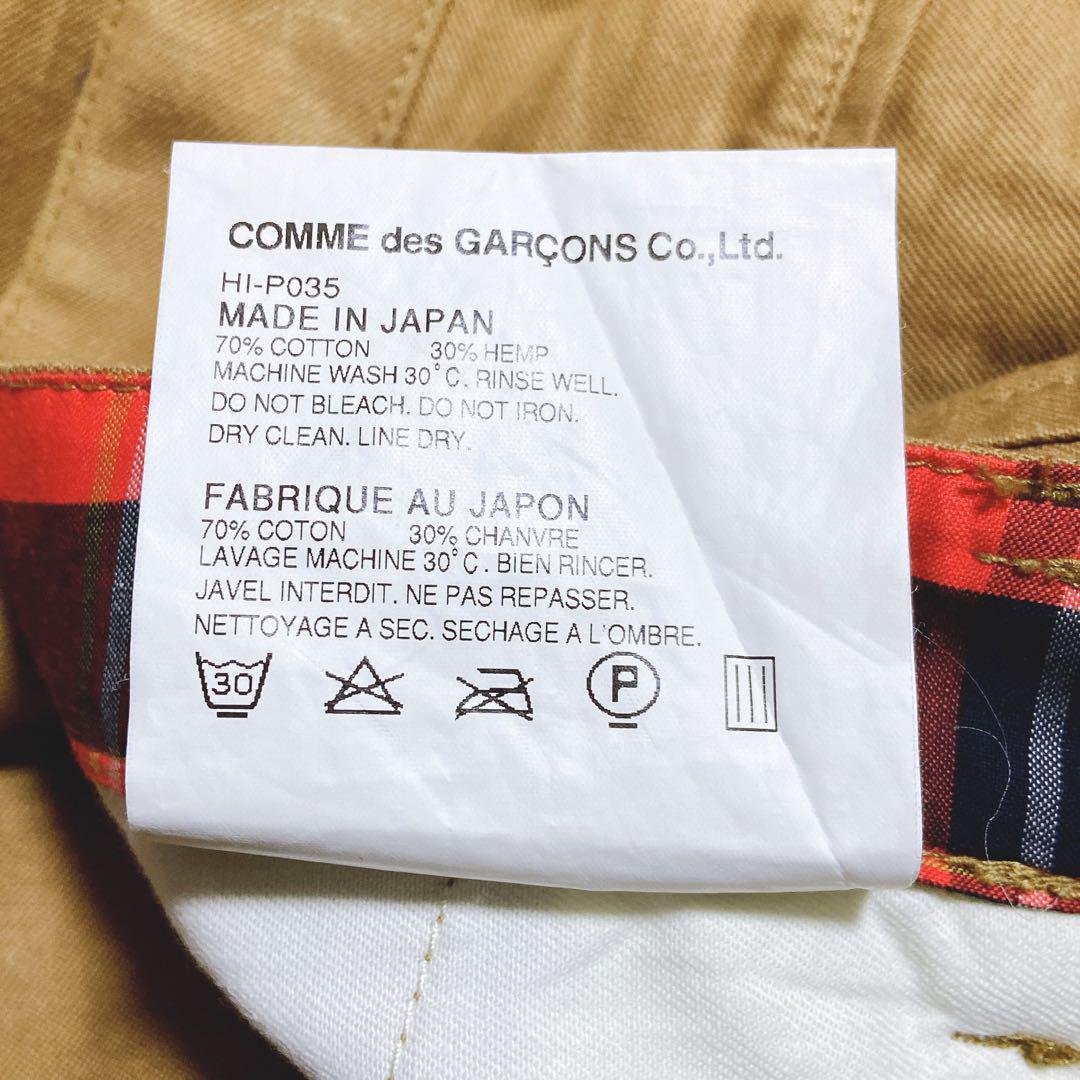 COMME des GARÇONS Co.,Ltd.
HI-P035
MADE IN JAPAN
70% COTTON 30% HEMP
MACHINE WASH 30°C. RINSE WELL.
DO NOT BLEACH. DO NOT IRON.
DRY CLEAN. LINE DRY.
FABRIQUE AU JAPON
70% COTON 30% CHANVRE
LAVAGE MACHINE 30°C. BIEN RINCER.
JAVEL INTERDIT. NE PAS REPASSER.
NETTOYAGE A SEC. SECHAGE A L'OMBRE.
30 P